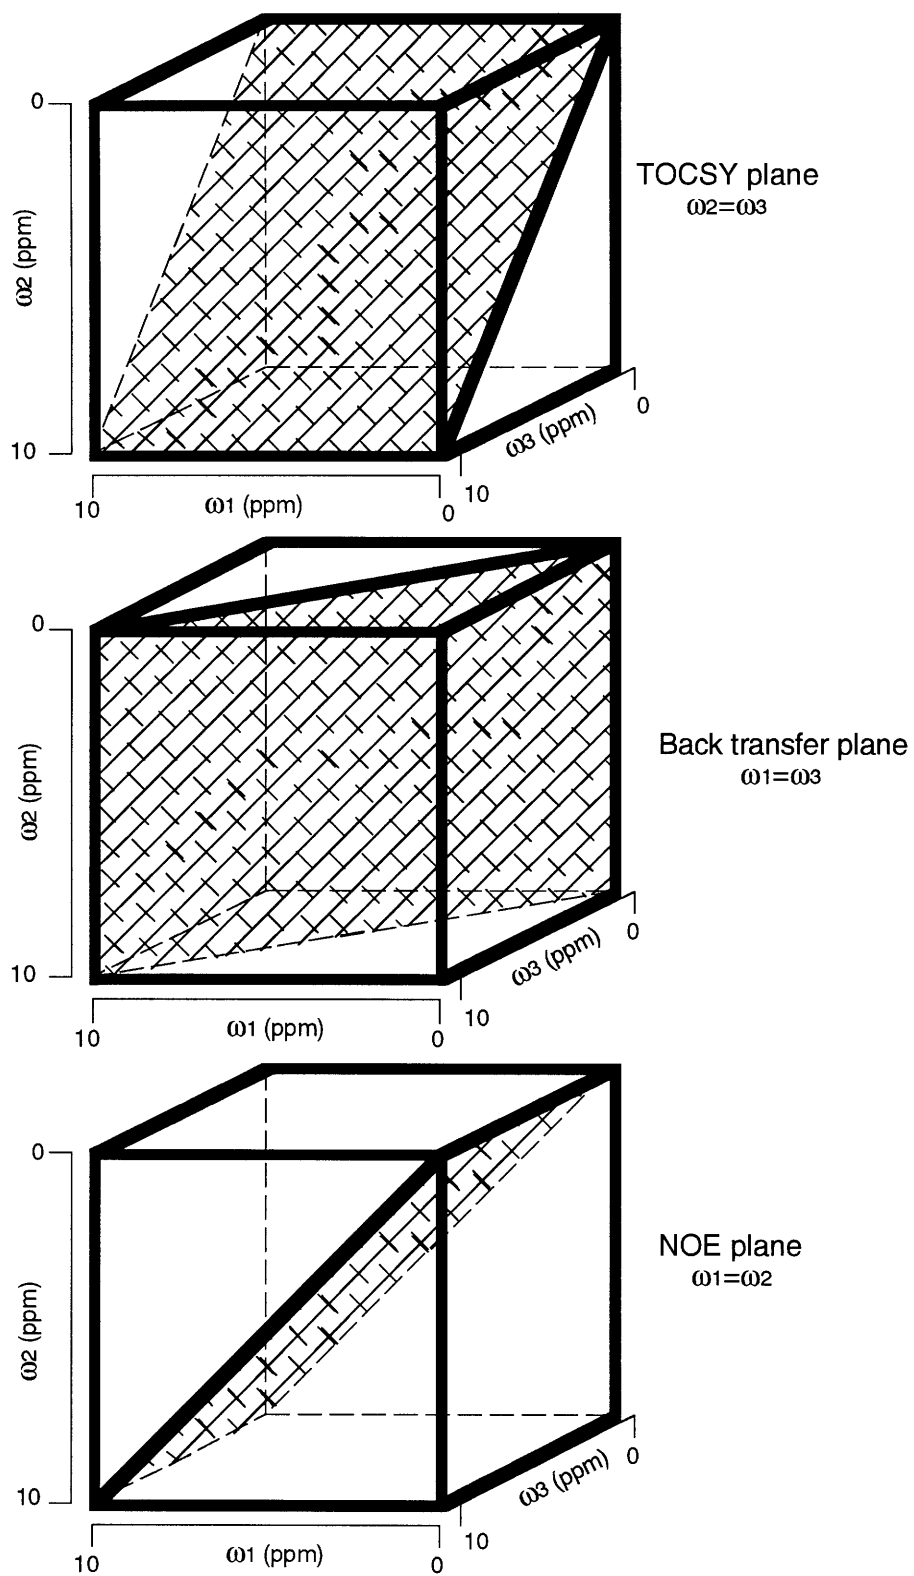 0
TOCSY plane
ω2=ω3
ω2 (ppm)
0
ω3 (ppm)
10
10
10
ω1 (ppm)
0
0
Back transfer plane
ω1=ω3
ω2 (ppm)
0
ω3 (ppm)
10
10
10
ω1 (ppm)
0
0
NOE plane
ω1=ω2
ω2 (ppm)
0
ω3 (ppm)
10
10
10
ω1 (ppm)
0